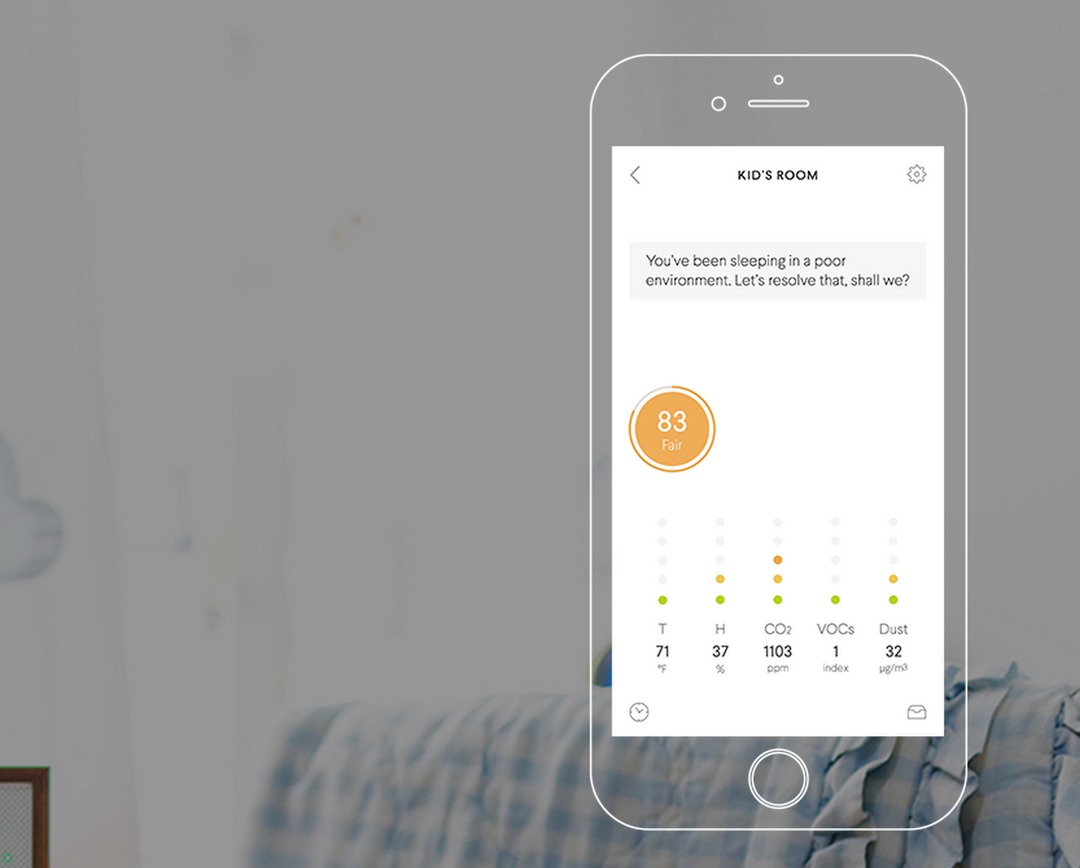 KID'S ROOM
You've been sleeping in a poor
environment. Let's resolve that, shall we?
83
Fair
T H CO2 VOCs Dust
71 37 1103 1 32
°F % ppm index µg/m3